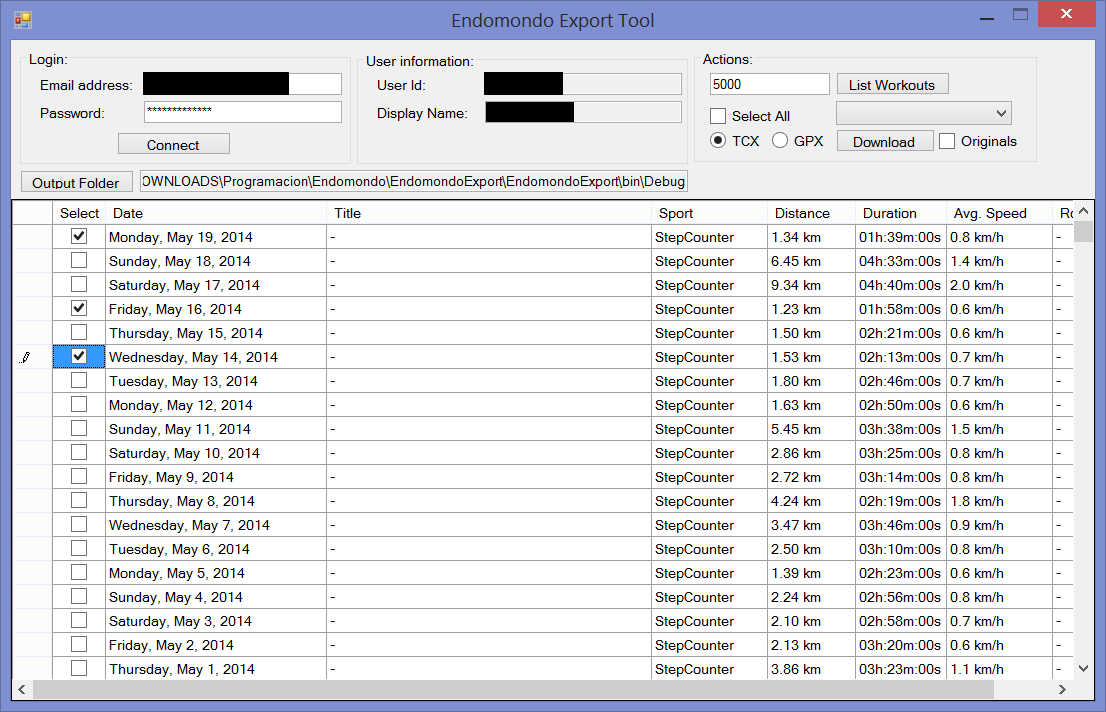 Endomondo Export Tool
Login:
Email address:
Password: *************
Connect
User information:
User Id:
Display Name:
Actions:
5000 List Workouts
Select All
TCX GPX Download Originals
Output Folder OWNLOADS\Programacion\Endomondo\EndomondoExport\EndomondoExport\bin\Debug
Select Date Title Sport Distance Duration Avg. Speed Ro
Monday, May 19, 2014 - StepCounter 1.34 km 01h:39m:00s 0.8 km/h -
Sunday, May 18, 2014 - StepCounter 6.45 km 04h:33m:00s 1.4 km/h -
Saturday, May 17, 2014 - StepCounter 9.34 km 04h:40m:00s 2.0 km/h -
Friday, May 16, 2014 - StepCounter 1.23 km 01h:58m:00s 0.6 km/h -
Thursday, May 15, 2014 - StepCounter 1.50 km 02h:21m:00s 0.6 km/h -
Wednesday, May 14, 2014 - StepCounter 1.53 km 02h:13m:00s 0.7 km/h -
Tuesday, May 13, 2014 - StepCounter 1.80 km 02h:46m:00s 0.7 km/h -
Monday, May 12, 2014 - StepCounter 1.63 km 02h:50m:00s 0.6 km/h -
Sunday, May 11, 2014 - StepCounter 5.45 km 03h:38m:00s 1.5 km/h -
Saturday, May 10, 2014 - StepCounter 2.86 km 03h:25m:00s 0.8 km/h -
Friday, May 9, 2014 - StepCounter 2.72 km 03h:14m:00s 0.8 km/h -
Thursday, May 8, 2014 - StepCounter 4.24 km 02h:19m:00s 1.8 km/h -
Wednesday, May 7, 2014 - StepCounter 3.47 km 03h:46m:00s 0.9 km/h -
Tuesday, May 6, 2014 - StepCounter 2.50 km 03h:10m:00s 0.8 km/h -
Monday, May 5, 2014 - StepCounter 1.39 km 02h:23m:00s 0.6 km/h -
Sunday, May 4, 2014 - StepCounter 2.24 km 02h:56m:00s 0.8 km/h -
Saturday, May 3, 2014 - StepCounter 2.10 km 02h:58m:00s 0.7 km/h -
Friday, May 2, 2014 - StepCounter 2.13 km 03h:20m:00s 0.6 km/h -
Thursday, May 1, 2014 - StepCounter 3.86 km 03h:23m:00s 1.1 km/h -